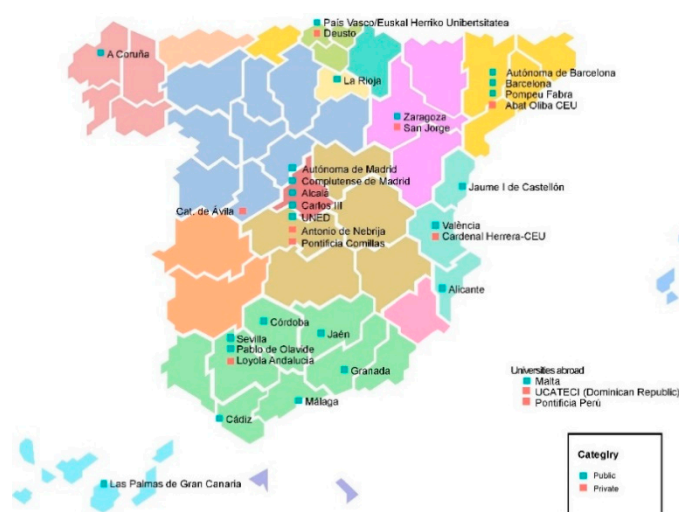 País Vasco/Euskal Herriko Unibertsitatea
Deusto
A Coruña
La Rioja
Autónoma de Barcelona
Barcelona
Pompeu Fabra
Abat Oliba CEU
Zaragoza
San Jorge
Autónoma de Madrid
Complutense de Madrid
Alcalá
Carlos III
UNED
Antonio de Nebrija
Pontificia Comillas
Jaume I de Castellón
Cat. de Ávila
València
Cardenal Herrera-CEU
Alicante
Córdoba
Sevilla
Pablo de Olavide
Loyola Andalucía
Jaén
Granada
Málaga
Cádiz
Universities abroad
Malta
UCATECI (Dominican Republic)
Pontificia Perú
Categlry
Public
Private
Las Palmas de Gran Canaria